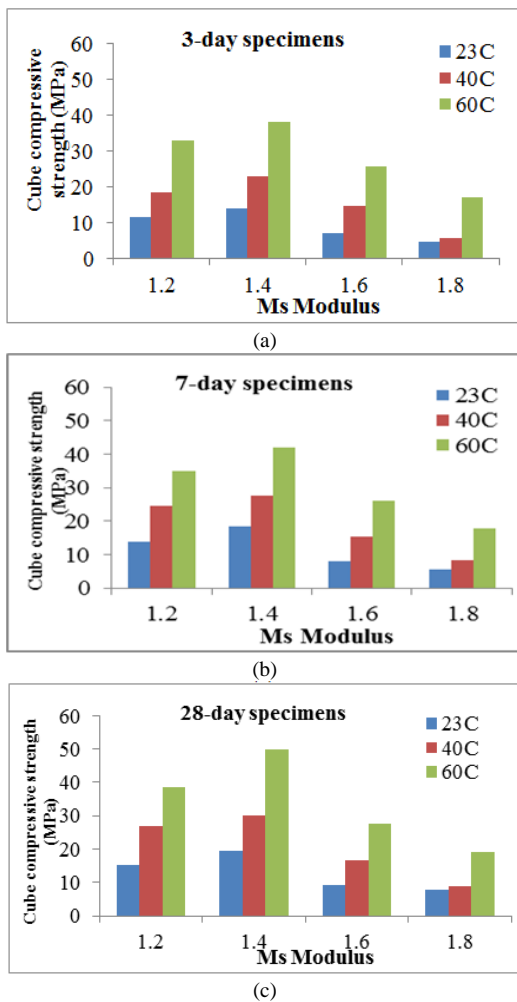 3-day specimens
Cube compressive
strength (MPa)
60
50
40
30
20
10
0
23C
40C
60C
1.2 1.4 1.6 1.8
Ms Modulus
(a)
7-day specimens
Cube compressive strength
(MPa)
60
50
40
30
20
10
0
23C
40C
60C
1.2 1.4 1.6 1.8
Ms Modulus
(b)
28-day specimens
Cube compressive strength
(MPa)
60
50
40
30
20
10
0
23C
40C
60C
1.2 1.4 1.6 1.8
Ms Modulus
(c)